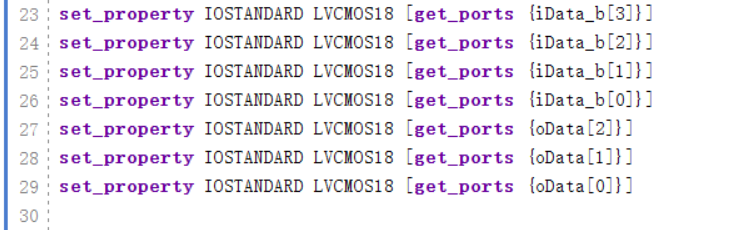 23 set_property IOSTANDARD LVCMOS18 [get_ports {iData_b[3]}]
24 set_property IOSTANDARD LVCMOS18 [get_ports {iData_b[2]}]
25 set_property IOSTANDARD LVCMOS18 [get_ports {iData_b[1]}]
26 set_property IOSTANDARD LVCMOS18 [get_ports {iData_b[0]}]
27 set_property IOSTANDARD LVCMOS18 [get_ports {oData[2]}]
28 set_property IOSTANDARD LVCMOS18 [get_ports {oData[1]}]
29 set_property IOSTANDARD LVCMOS18 [get_ports {oData[0]}]
30